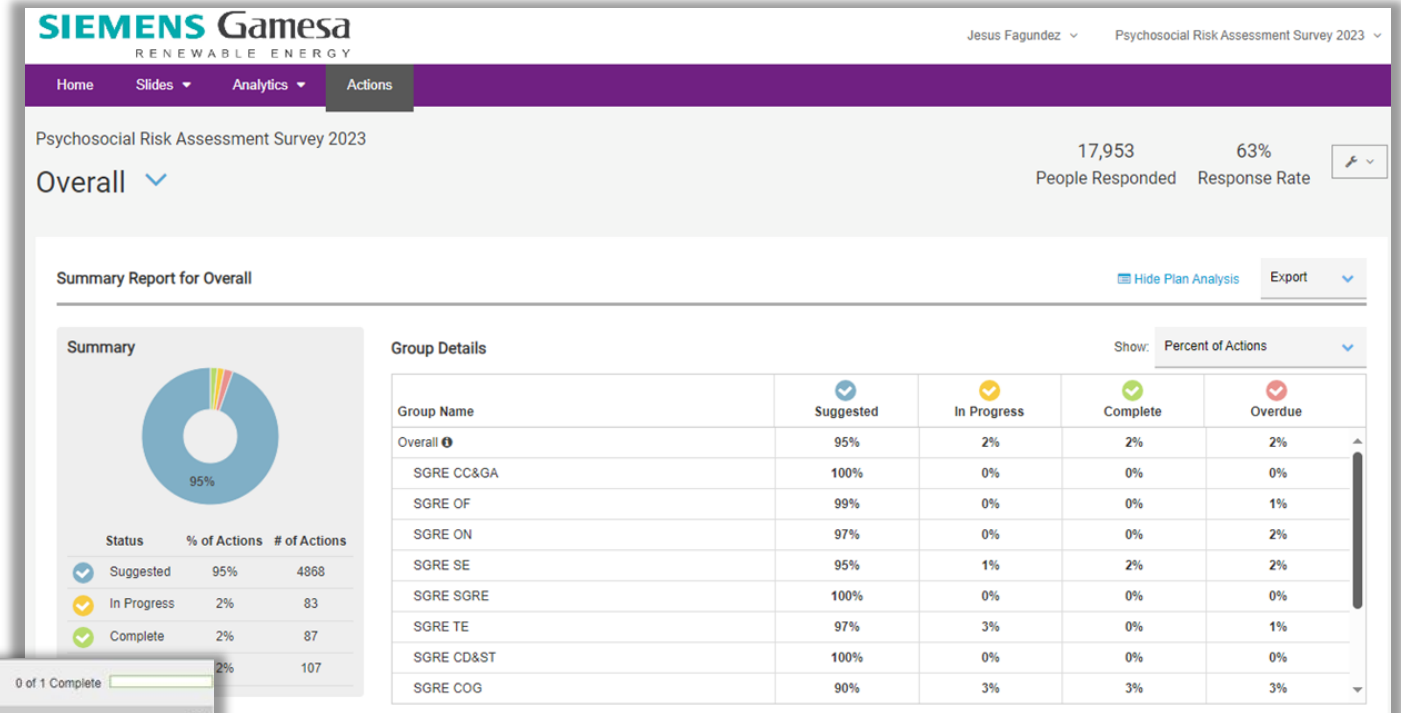 SIEMENS Gamesa
RENEWABLE ENERGY
Jesus Fagundez
Psychosocial Risk Assessment Survey 2023
Home Slides Analytics Actions
Psychosocial Risk Assessment Survey 2023
Overall
17,953 63%
People Responded Response Rate
Summary Report for Overall
Hide Plan Analysis
Export
Summary
95%
Status % of Actions # of Actions
Suggested 95% 4868
In Progress 2% 83
Complete 2% 87
2% 107
0 of 1 Complete
Group Details
Show: Percent of Actions
Group Name Suggested In Progress Complete Overdue
Overall 95% 2% 2% 2%
SGRE CC&GA 100% 0% 0% 0%
SGRE OF 99% 0% 0% 1%
SGRE ON 97% 0% 0% 2%
SGRE SE 95% 1% 2% 2%
SGRE SGRE 100% 0% 0% 0%
SGRE TE 97% 3% 0% 1%
SGRE CD&ST 100% 0% 0% 0%
SGRE COG 90% 3% 3% 3%